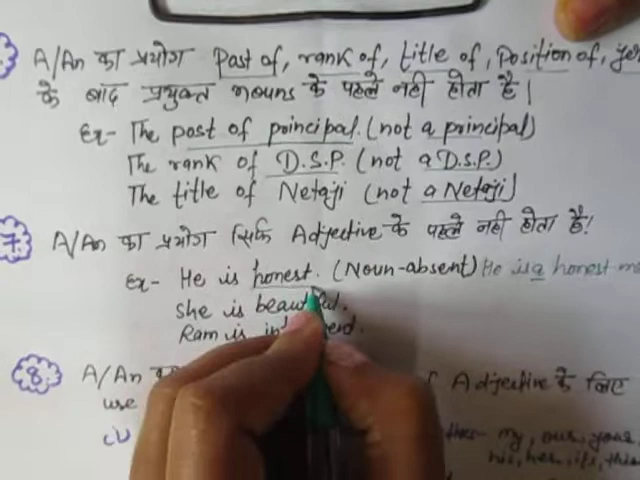 A/An का प्रयोग Post of, rank of, title of, Position of,
के बाद प्रयुक्त nouns के पहले नही होता है।
Ex- The post of principal. (not a principal)
The rank of D.S.P. (not a D.S.P.)
The title of Netaji (not a Netaji)
7 A/An का प्रयोग सिर्फ Adjective के पहले नही होता है!
Ex- He is honest. (Noun-absent) He is a honest
She is beautiful.
Ram is
8 A/An Adjective के लिए
use
(i) my, our, your,
his, her, its,